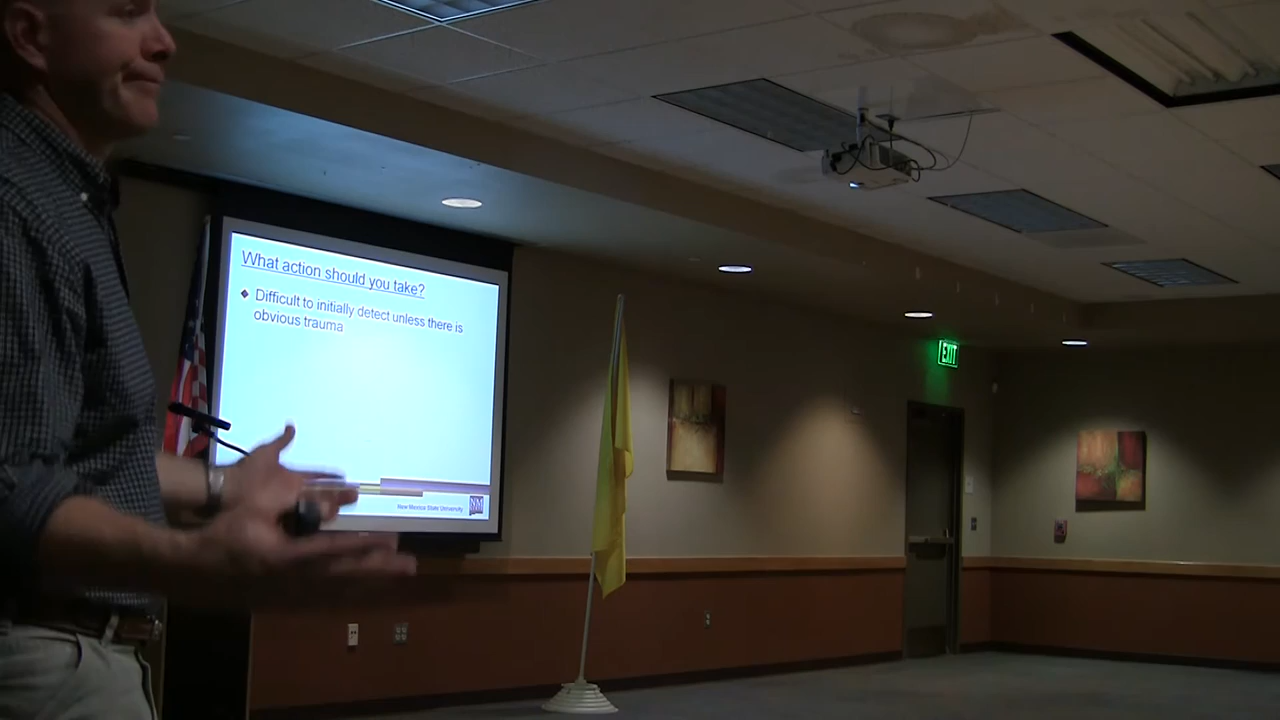 What action should you take?
Difficult to initially detect unless there is
obvious trauma
New Mexico State University
NM
EXIT